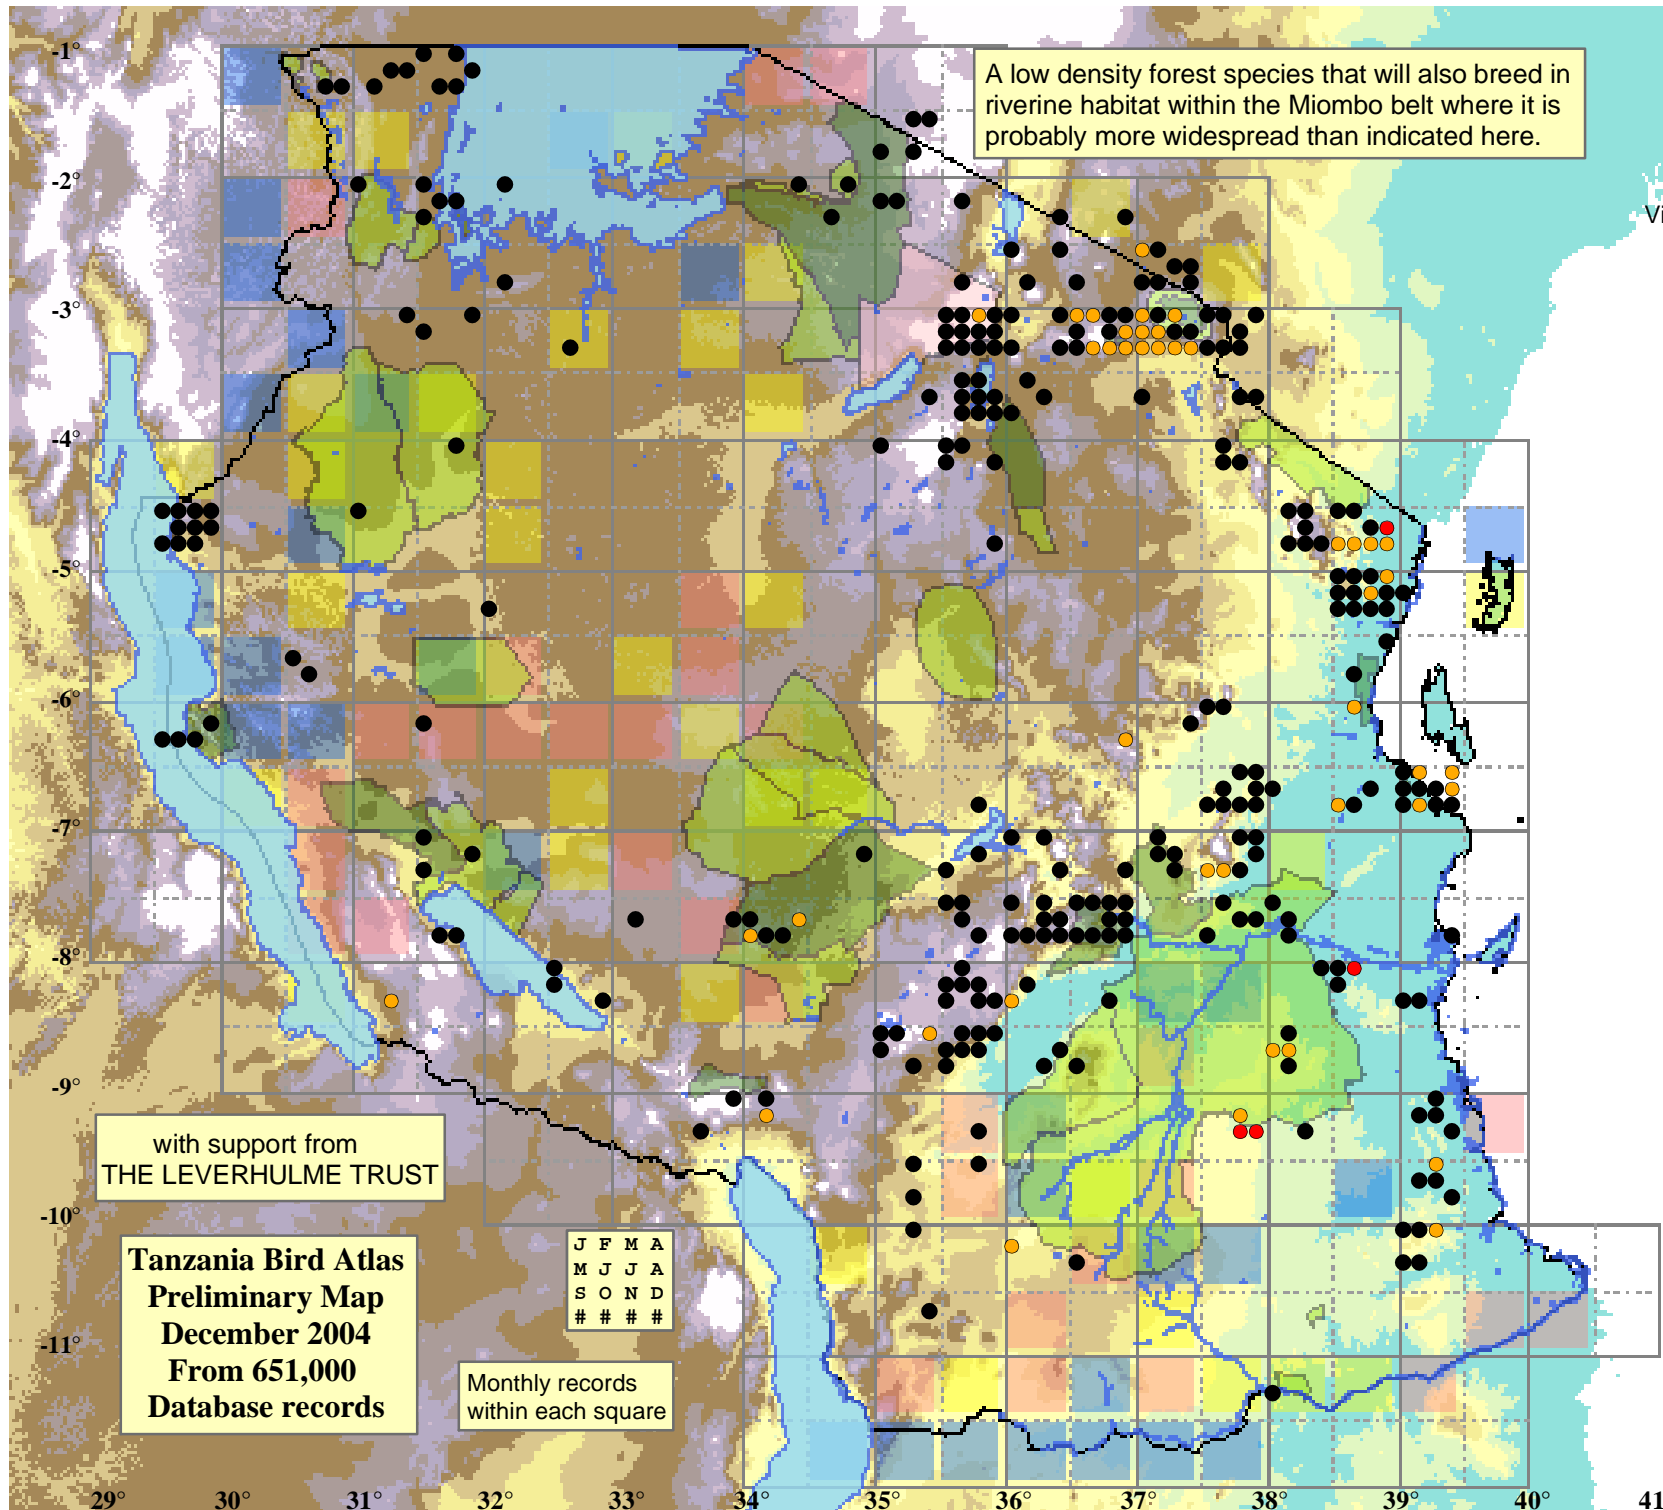 A low density forest species that will also breed in
riverine habitat within the Miombo belt where it is
probably more widespread than indicated here.
Vi
-1°
-2°
-3°
-4°
-5°
-6°
-7°
-8°
-9°
-10°
-11°
with support from
THE LEVERHULME TRUST
Tanzania Bird Atlas
Preliminary Map
December 2004
From 651,000
Database records
J F M A
M J J A
S O N D
# # # #
Monthly records
within each square
29° 30° 31° 32° 33° 34° 35° 36° 37° 38° 39° 40° 41